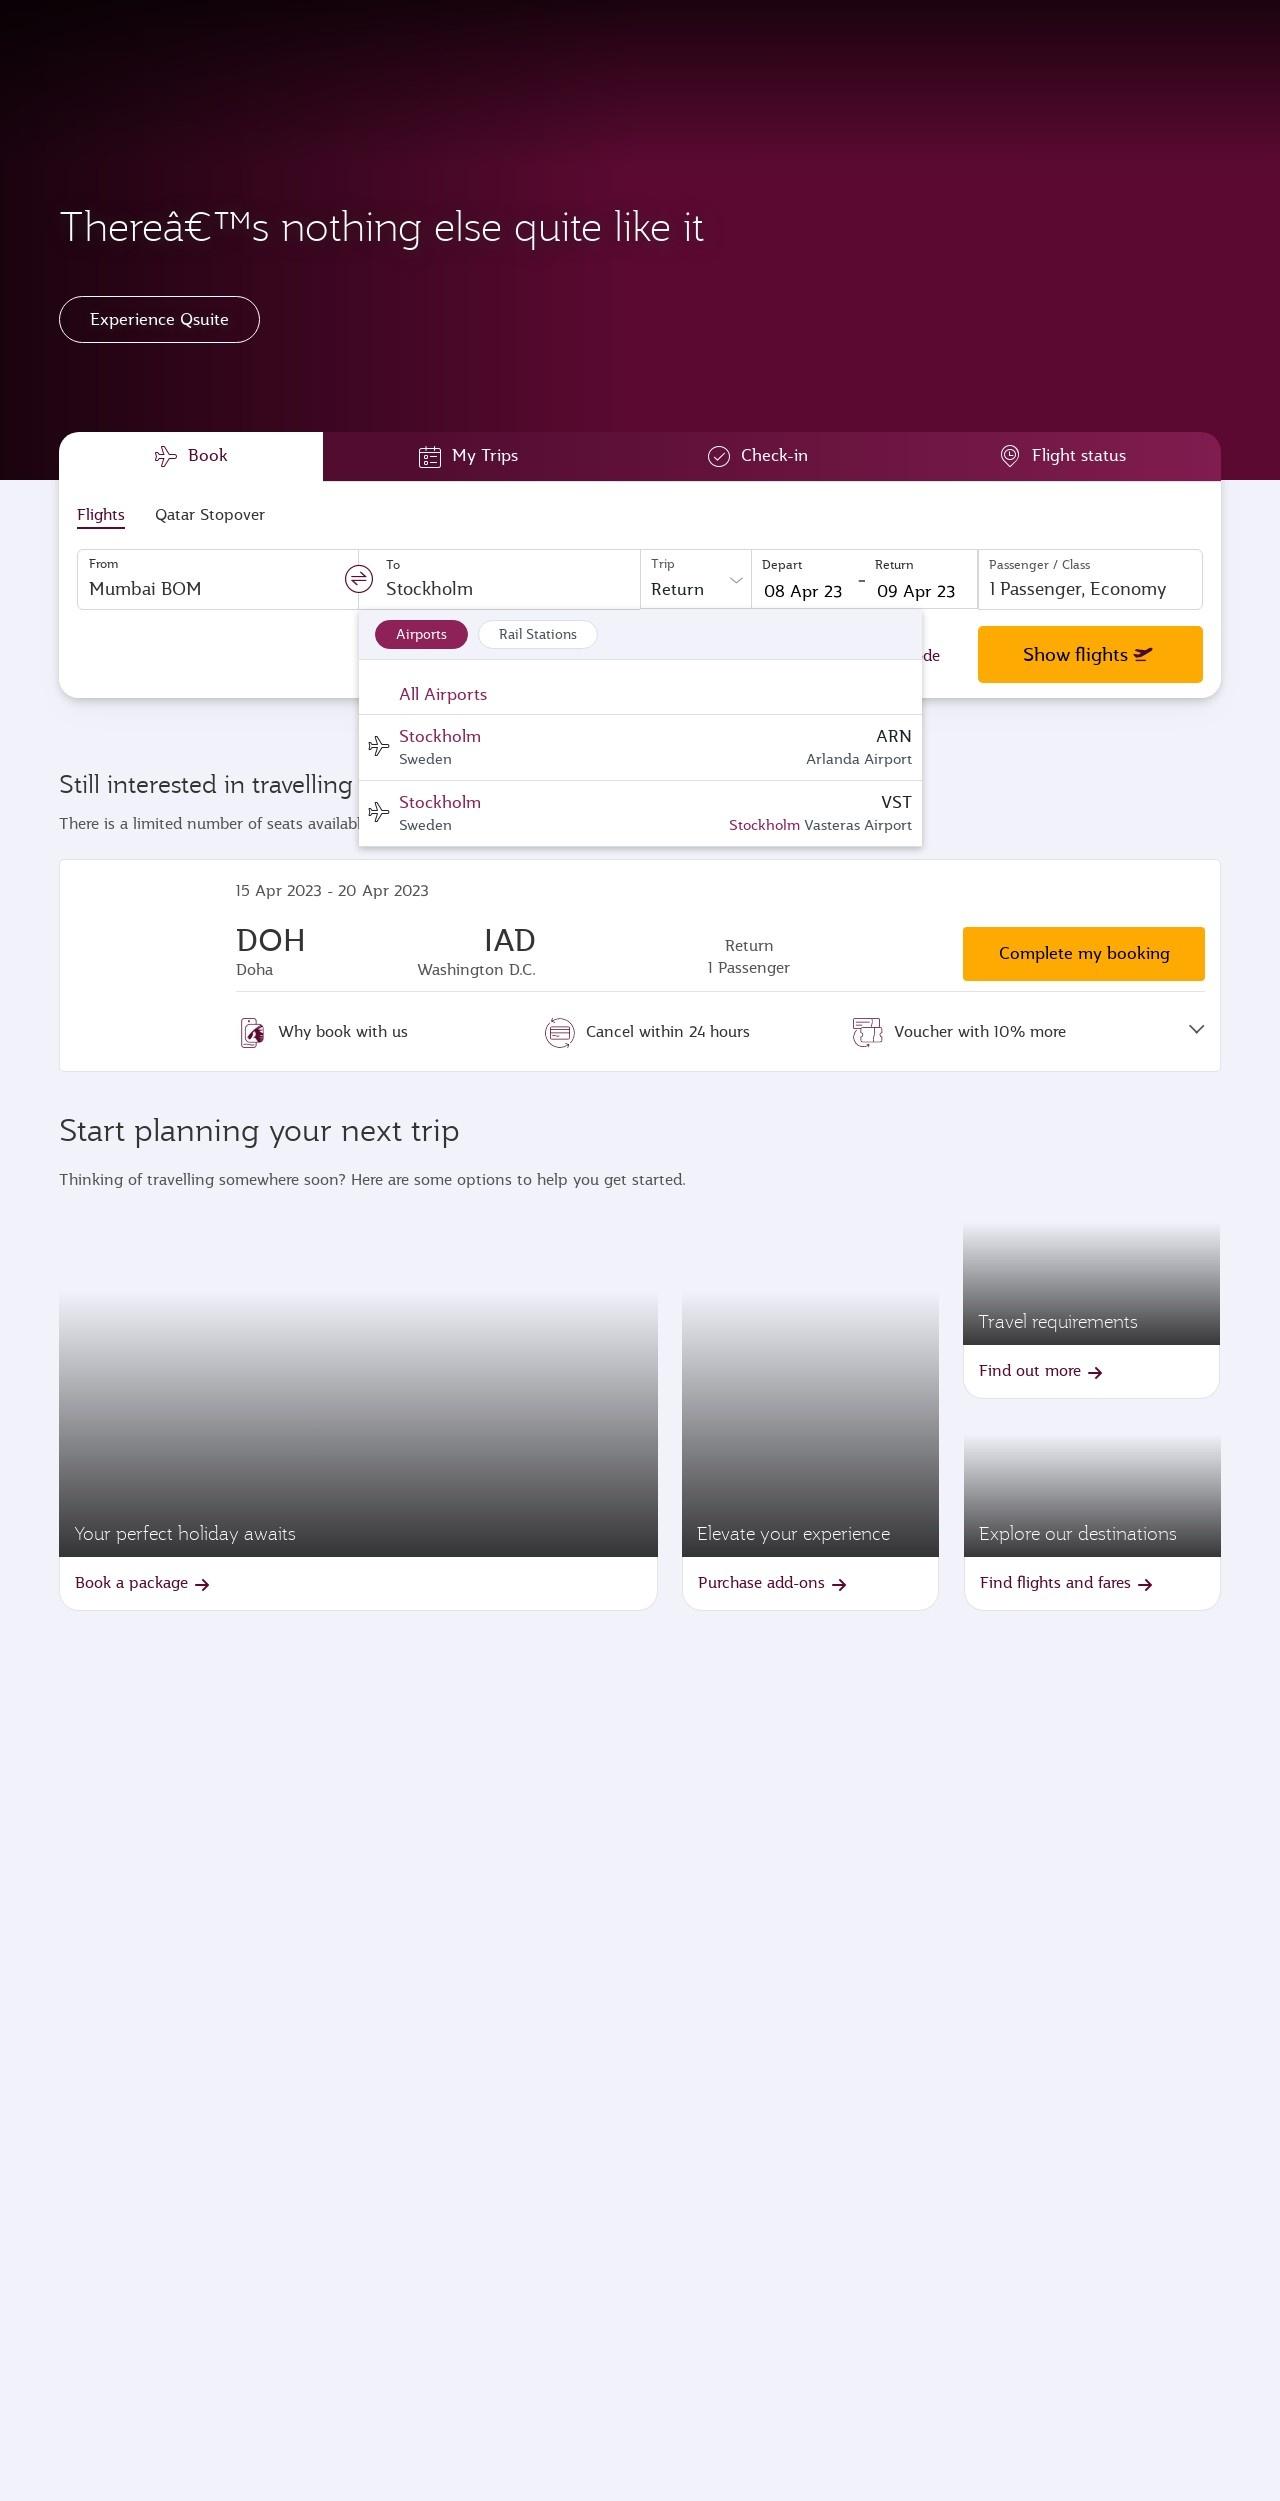 Thereâ€™s nothing else quite like it
Experience Qsuite
Book
My Trips
Check-in
Flight status
Flights
Qatar Stopover
From
Mumbai BOM
To
Stockholm
Trip
Return
Depart
08 Apr 23
-
Return
09 Apr 23
Passenger / Class
1 Passenger, Economy
Airports
Rail Stations
Show flights
All Airports
Stockholm
ARN
Sweden
Arlanda Airport
Stockholm
VST
Sweden
Stockholm Vasteras Airport
Still interested in travelling
There is a limited number of seats
15 Apr 2023 - 20 Apr 2023
DOH
IAD
Doha
Washington D.C.
Return
1 Passenger
Complete my booking
Why book with us
Cancel within 24 hours
Voucher with 10% more
Start planning your next trip
Thinking of travelling somewhere soon? Here are some options to help you get started.
Travel requirements
Find out more
Your perfect holiday awaits
Book a package
Elevate your experience
Purchase add-ons
Explore our destinations
Find flights and fares